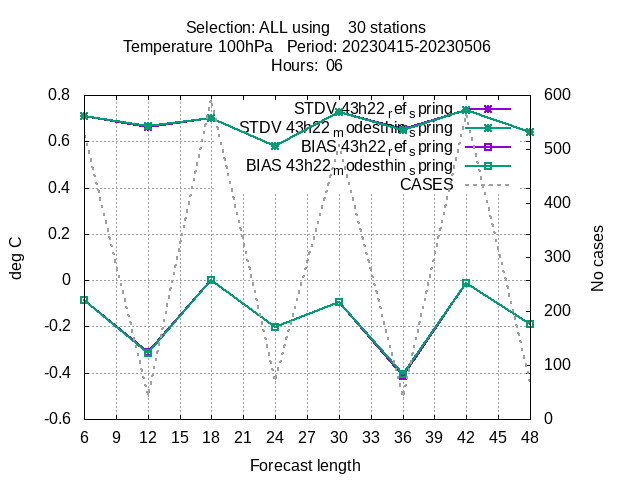 Selection: ALL using 30 stations
Temperature 100hPa Period: 20230415-20230506
Hours: 06
STDV 43h22_ref_spring
STDV 43h22_modesthin_spring
BIAS 43h22_ref_spring
BIAS 43h22_modesthin_spring
CASES
0.8
0.6
0.4
0.2
0
-0.2
-0.4
-0.6
deg C
600
500
400
300
200
100
0
No cases
6 9 12 15 18 21 24 27 30 33 36 39 42 45 48
Forecast length